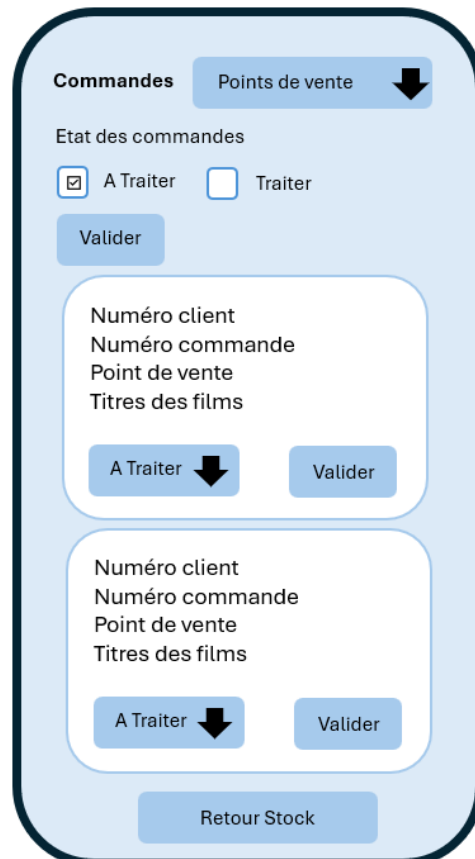 Commandes Points de vente
Etat des commandes
A Traiter Traiter
Valider
Numéro client
Numéro commande
Point de vente
Titres des films
A Traiter Valider
Numéro client
Numéro commande
Point de vente
Titres des films
A Traiter Valider
Retour Stock